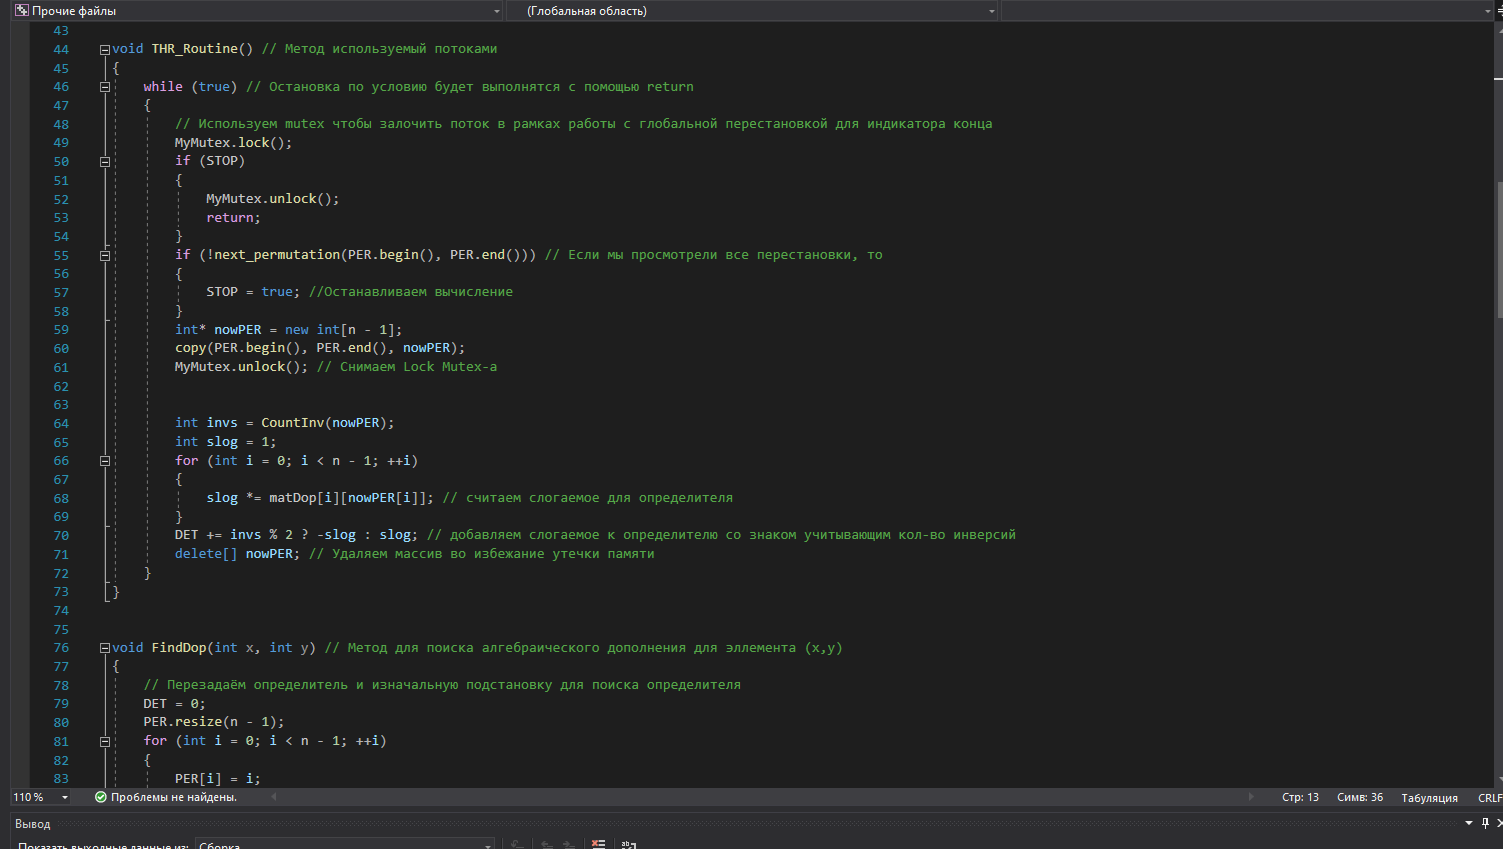 Прочие файлы (Глобальная область)
43
44 void THR_Routine() // Метод используемый потоками
45 {
46 while (true) // Остановка по условию будет выполнятся с помощью return
47 {
48 // Используем mutex чтобы залочить поток в рамках работы с глобальной перестановкой для индикатора конца
49 MyMutex.lock();
50 if (STOP)
51 {
52 MyMutex.unlock();
53 return;
54 }
55 if (!next_permutation(PER.begin(), PER.end())) // Если мы просмотрели все перестановки, то
56 {
57 STOP = true; //Останавливаем вычисление
58 }
59 int* nowPER = new int[n - 1];
60 copy(PER.begin(), PER.end(), nowPER);
61 MyMutex.unlock(); // Снимаем Lock Mutex-а
62
63
64 int invs = CountInv(nowPER);
65 int slog = 1;
66 for (int i = 0; i < n - 1; ++i)
67 {
68 slog *= matDop[i][nowPER[i]]; // считаем слогаемое для определителя
69 }
70 DET += invs % 2 ? -slog : slog; // добавляем слогаемое к определителю со знаком учитывающим кол-во инверсий
71 delete[] nowPER; // Удаляем массив во избежание утечки памяти
72 }
73 }
74
75
76 void FindDop(int x, int y) // Метод для поиска алгебраического дополнения для эллемента (x,y)
77 {
78 // Перезадаём определитель и изначальную подстановку для поиска определителя
79 DET = 0;
80 PER.resize(n - 1);
81 for (int i = 0; i < n - 1; ++i)
82 {
83 PER[i] = i;
110 % Проблемы не найдены. Стр: 13 Симв: 36 Табуляция CRLF
Вывод
Показать выходные данные из: Сборка